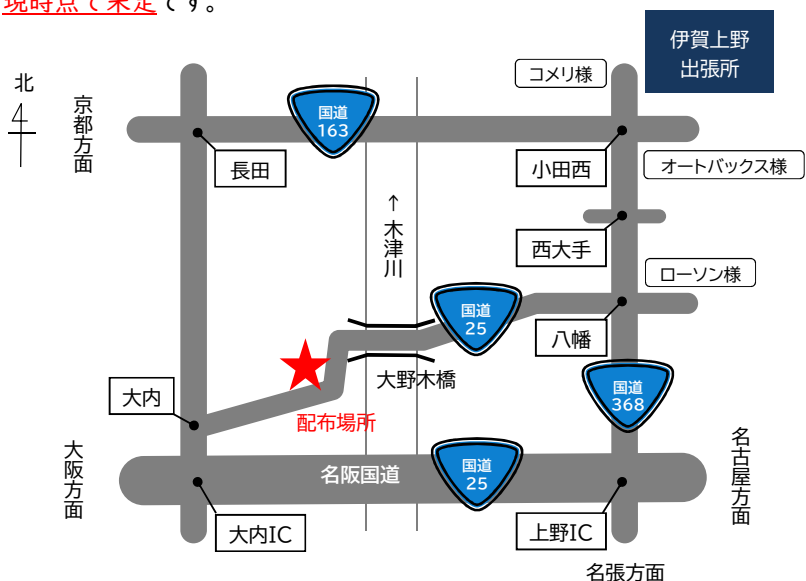 現時点で未定です。
伊賀上野
出張所
北
京都方面
国道
163
コメリ様
長田
小田西
オートバックス様
↑木津川
西大手
ローソン様
国道
25
八幡
大野木橋
大内
配布場所
国道
368
大阪方面
名阪国道
国道
25
名古屋方面
大内IC
上野IC
名張方面